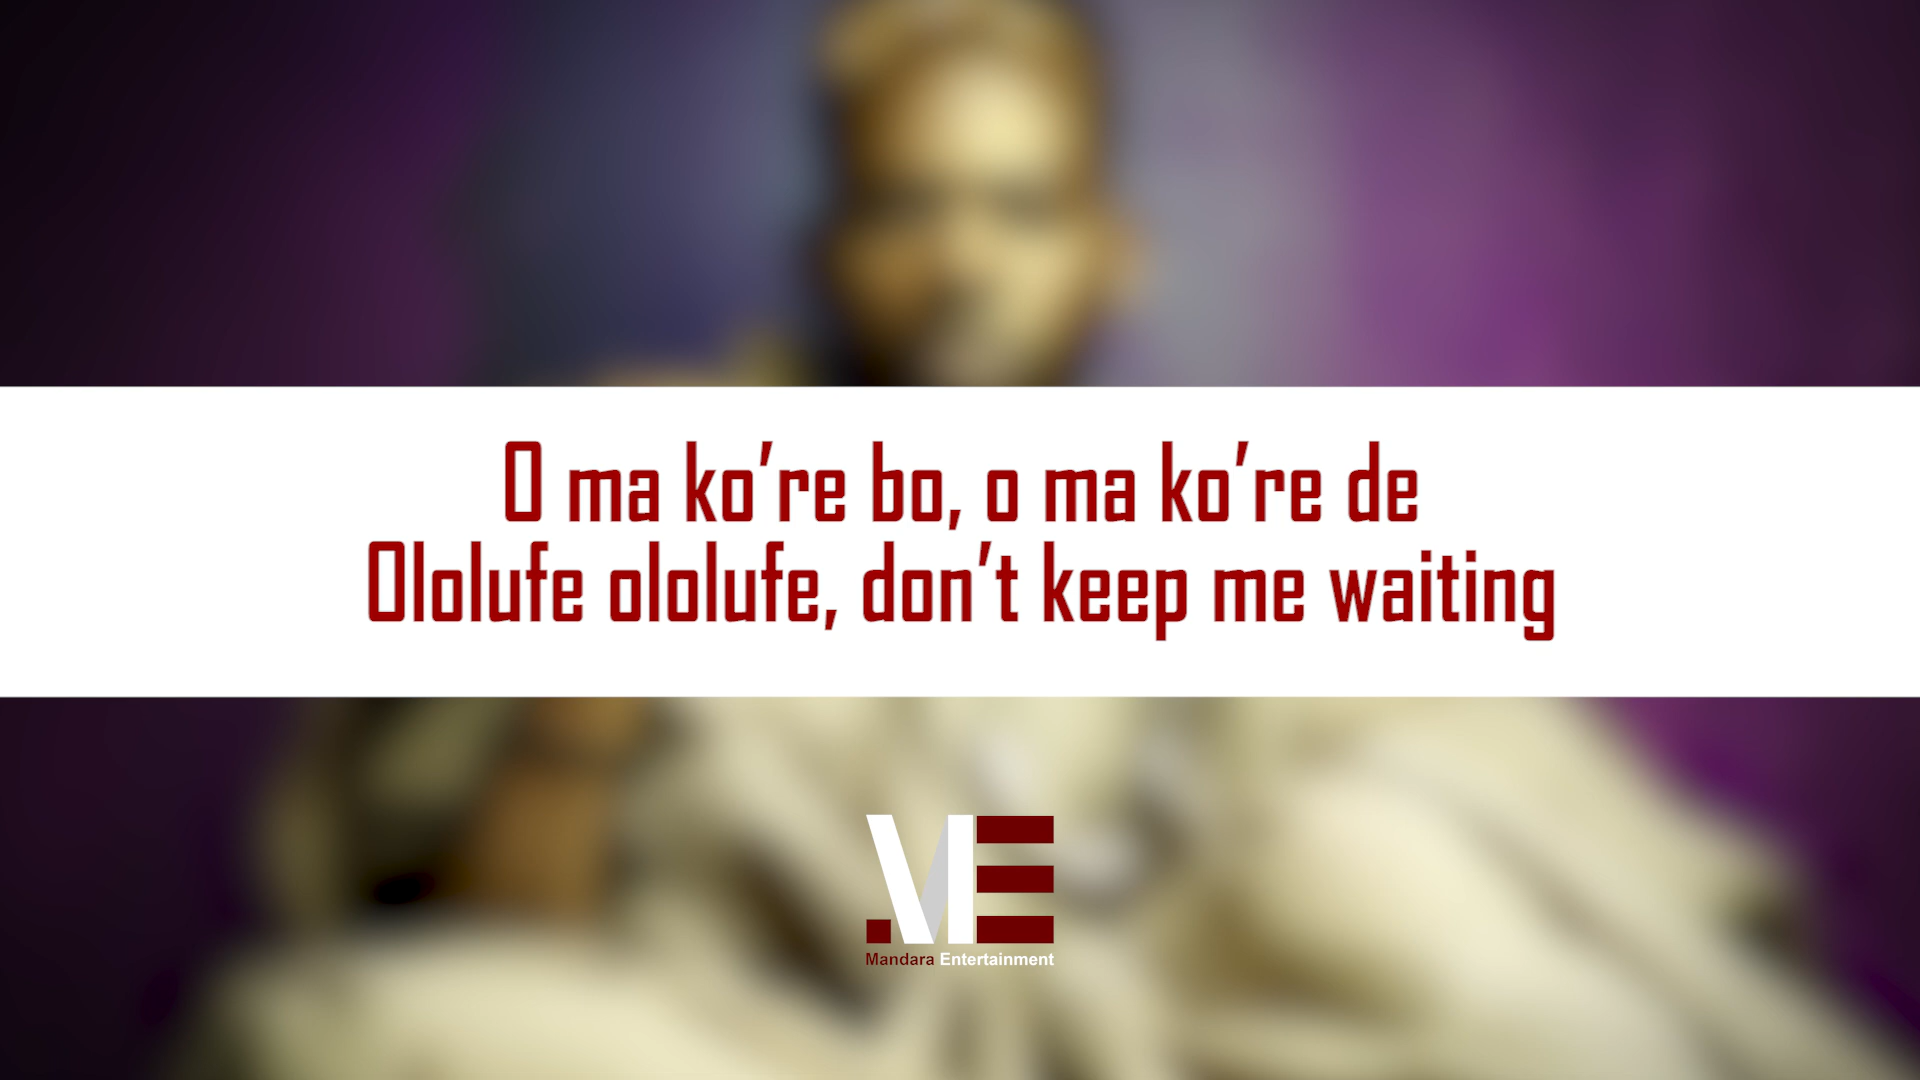 O ma ko’re bo, o ma ko’re de
Ololufe ololufe, don’t keep me waiting
ME
Mandara Entertainment